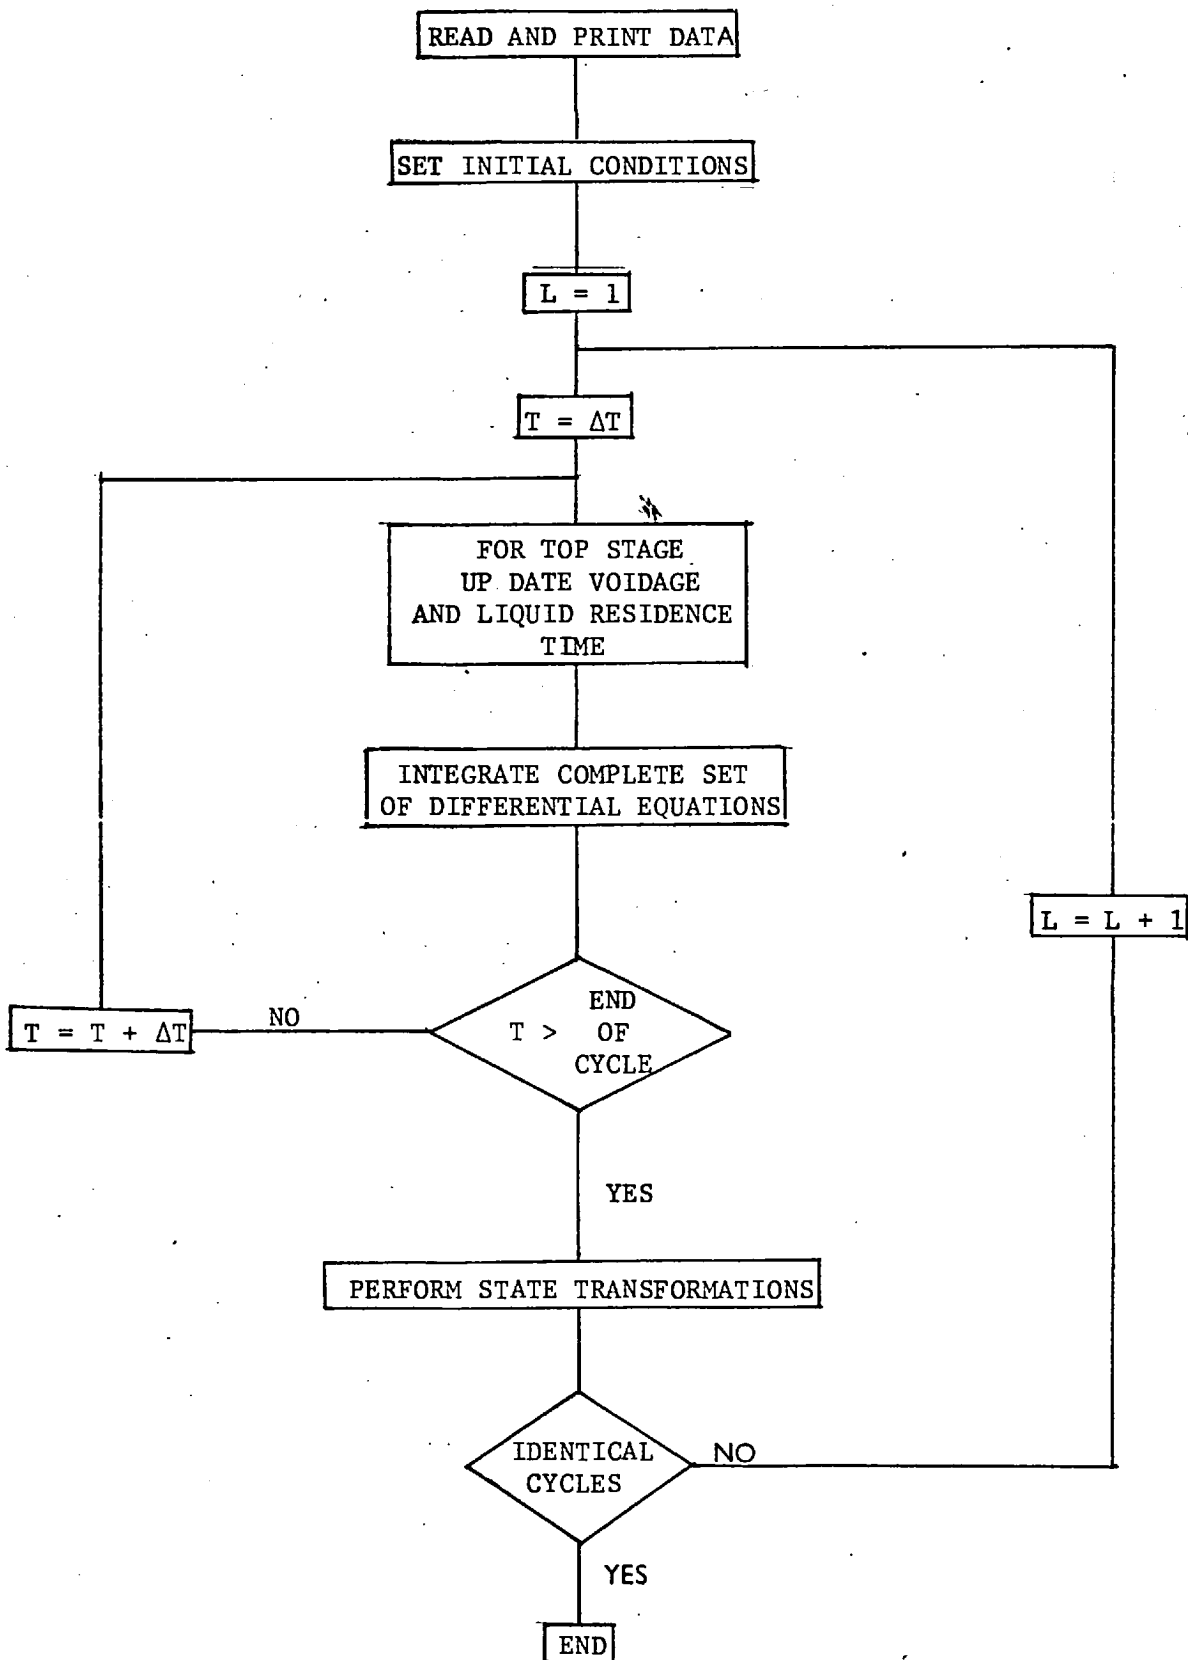 READ AND PRINT DATA
SET INITIAL CONDITIONS
L = 1
T = ΔT
FOR TOP STAGE
UP DATE VOIDAGE
AND LIQUID RESIDENCE
TIME
INTEGRATE COMPLETE SET
OF DIFFERENTIAL EQUATIONS
L = L + 1
END
T > OF
CYCLE
NO
T = T + ΔT
YES
PERFORM STATE TRANSFORMATIONS
IDENTICAL
CYCLES
NO
YES
END